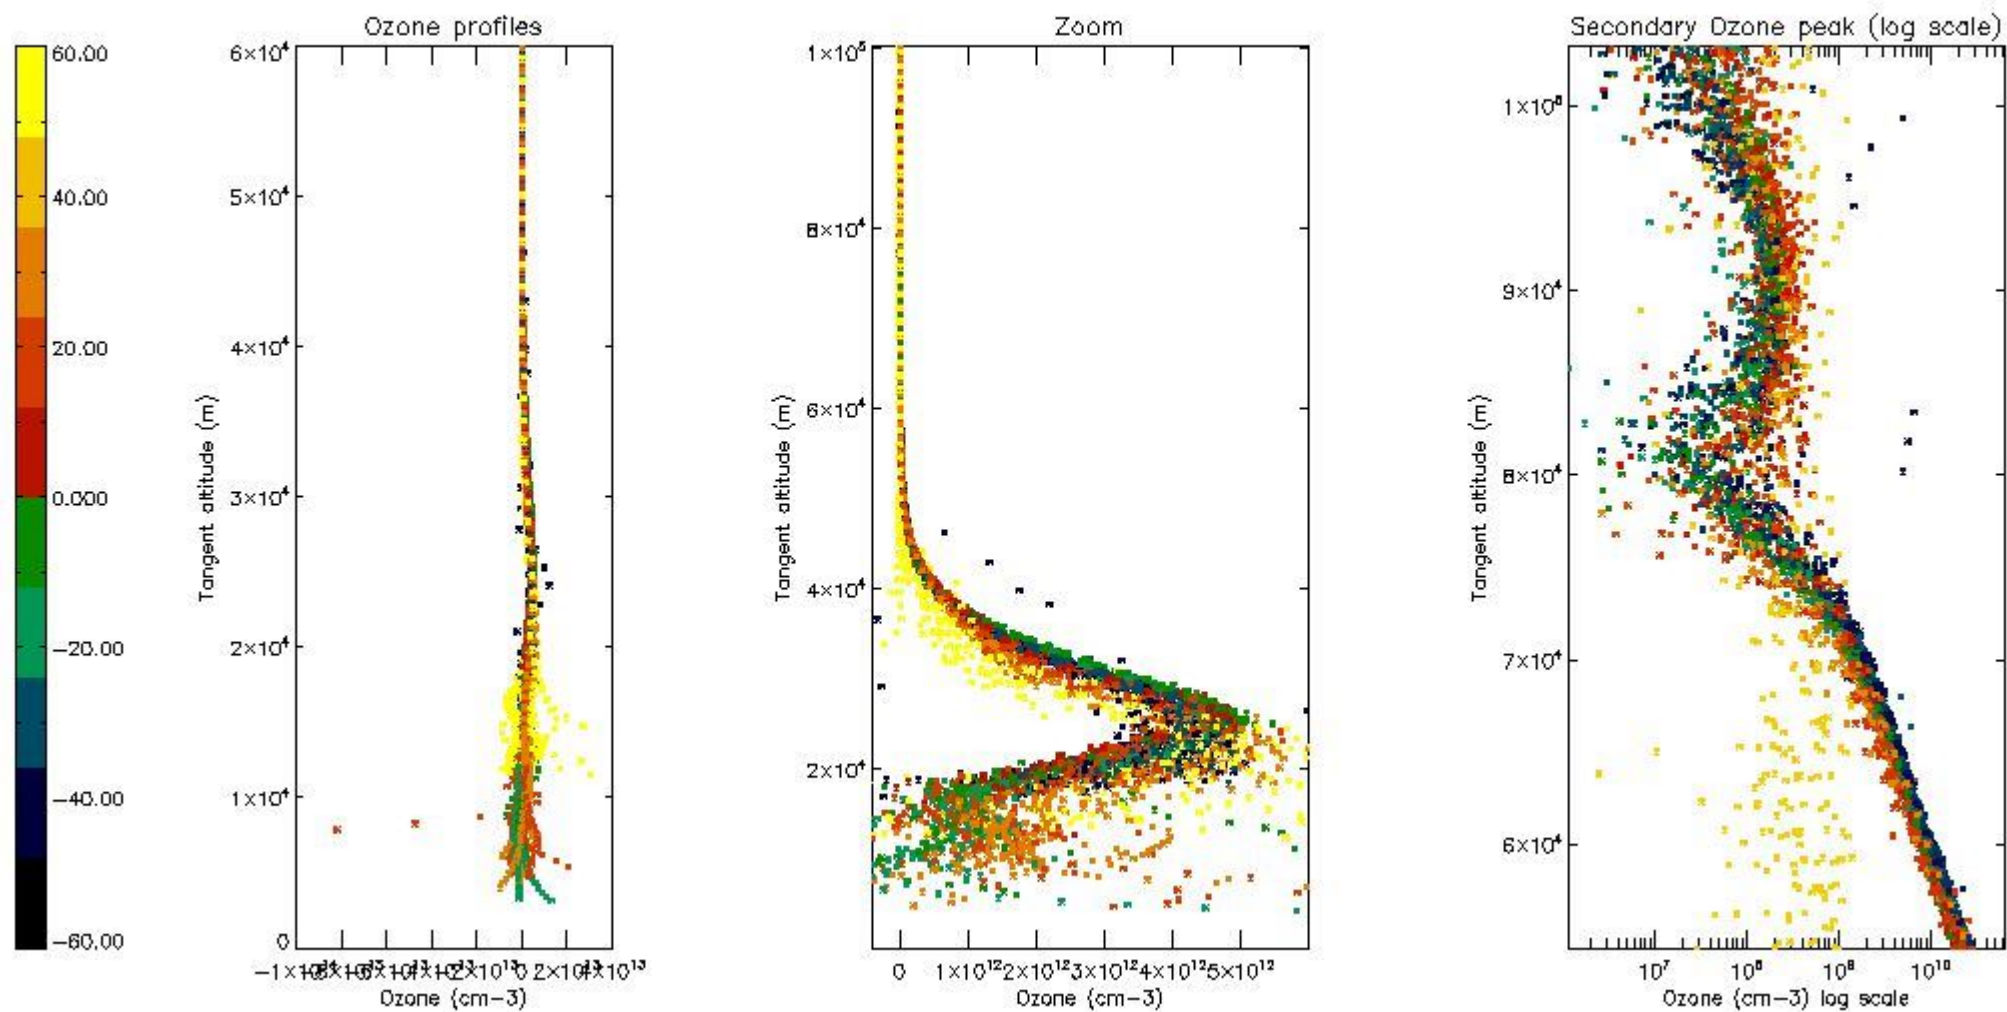 Ozone profiles
Zoom
Secondary Ozone peak (log scale)
60.00
40.00
20.00
0.000
−20.00
−40.00
−60.00
6×10⁴
5×10⁴
4×10⁴
3×10⁴
2×10⁴
1×10⁴
0
Tangent altitude (m)
0
Ozone (cm−3)
1×10⁵
8×10⁴
6×10⁴
4×10⁴
2×10⁴
Tangent altitude (m)
0 1×10¹² 2×10¹² 3×10¹² 4×10¹² 5×10¹²
Ozone (cm−3)
9×10⁴
8×10⁴
7×10⁴
6×10⁴
Tangent altitude (m)
10⁷ 10⁸ 10⁹ 10¹⁰
Ozone (cm−3) log scale